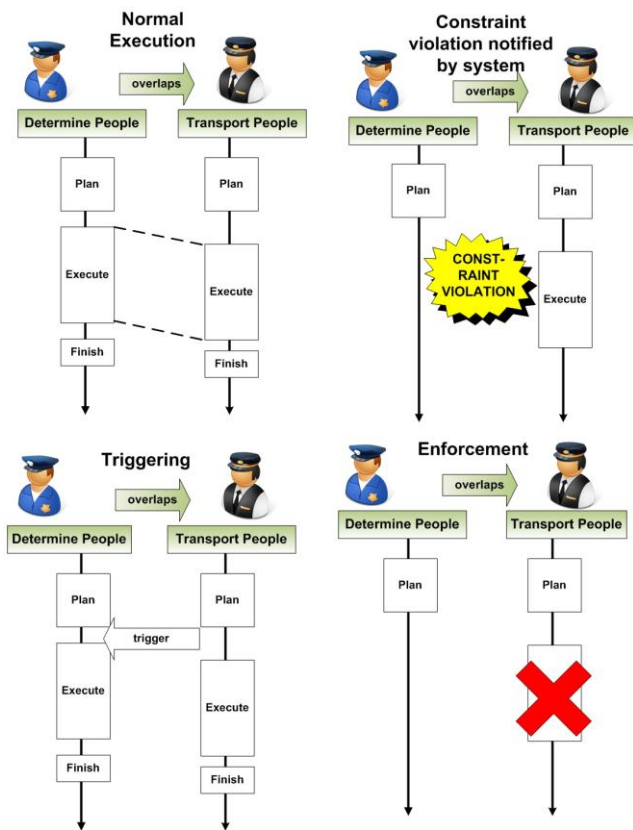 Normal
Execution
overlaps
Determine People
Transport People
Plan
Plan
Execute
Execute
Finish
Finish
Constraint
violation notified
by system
overlaps
Determine People
Transport People
Plan
Plan
CONST-
RAINT
VIOLATION
Execute
Triggering
overlaps
Determine People
Transport People
Plan
Plan
trigger
Execute
Execute
Finish
Finish
Enforcement
overlaps
Determine People
Transport People
Plan
Plan